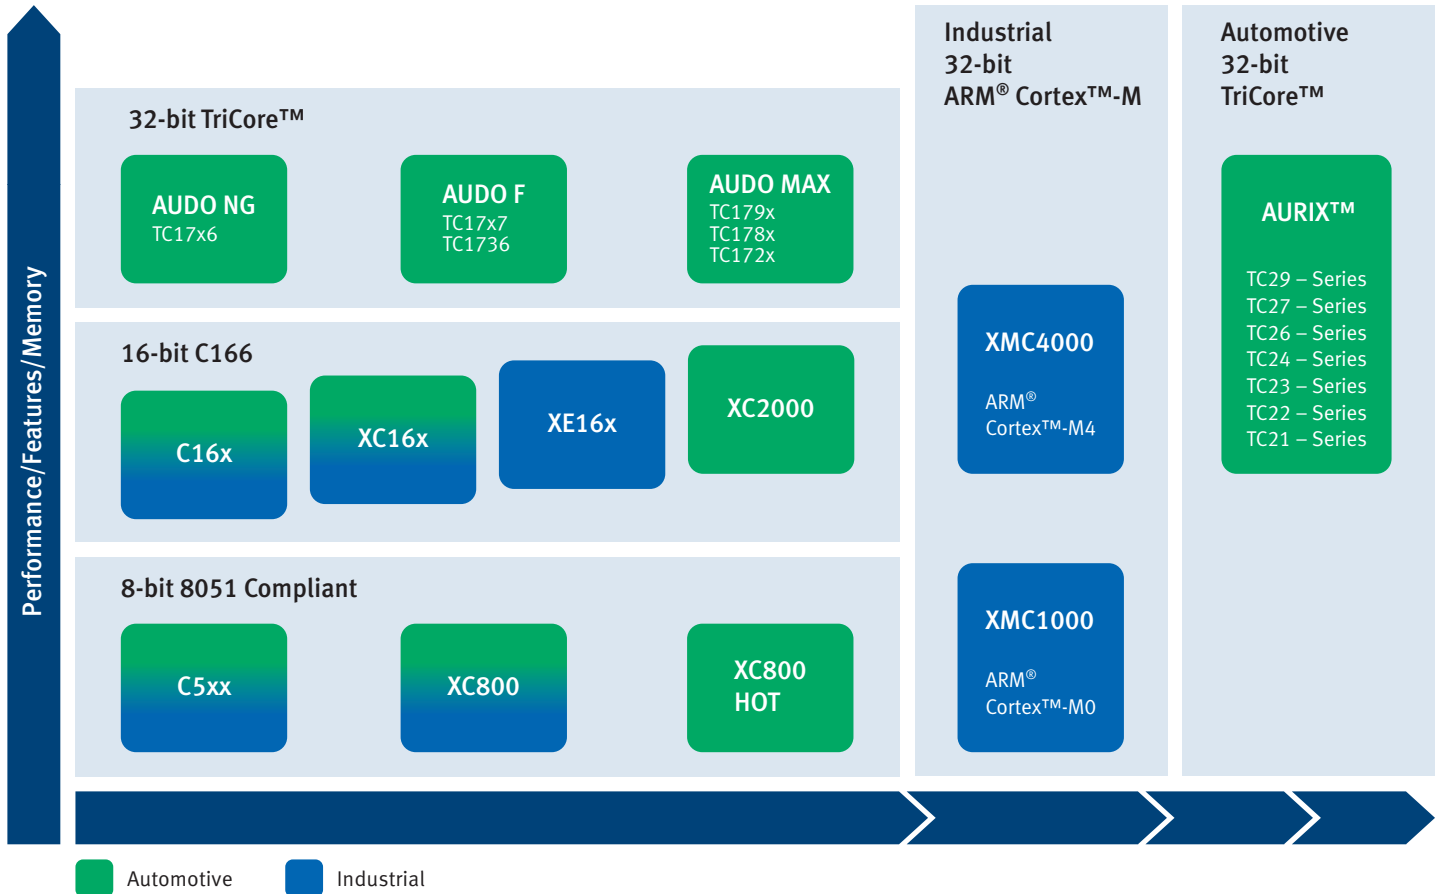 Performance/Features/Memory
32-bit TriCore™
AUDO NG
TC17x6
AUDO F
TC17x7
TC1736
AUDO MAX
TC179x
TC178x
TC172x
16-bit C166
C16x
XC16x
XE16x
XC2000
8-bit 8051 Compliant
C5xx
XC800
XC800
HOT
Industrial
32-bit
ARM® Cortex™-M
XMC4000
ARM®
Cortex™-M4
XMC1000
ARM®
Cortex™-M0
Automotive
32-bit
TriCore™
AURIX™
TC29 – Series
TC27 – Series
TC26 – Series
TC24 – Series
TC23 – Series
TC22 – Series
TC21 – Series
Automotive
Industrial